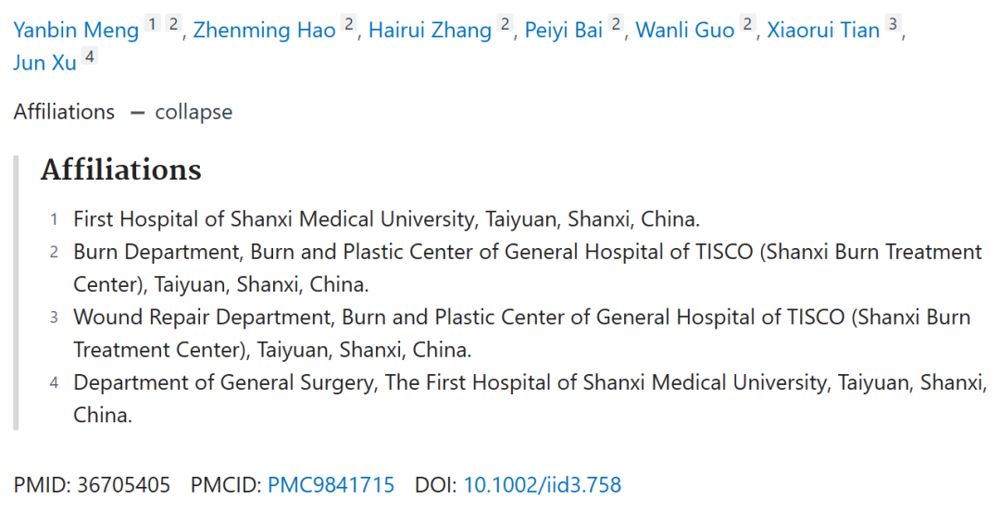 Yanbin Meng 1 2, Zhenming Hao 2, Hairui Zhang 2, Peiyi Bai 2, Wanli Guo 2, Xiaorui Tian 3,
Jun Xu 4
Affiliations — collapse
Affiliations
1 First Hospital of Shanxi Medical University, Taiyuan, Shanxi, China.
2 Burn Department, Burn and Plastic Center of General Hospital of TISCO (Shanxi Burn Treatment
Center), Taiyuan, Shanxi, China.
3 Wound Repair Department, Burn and Plastic Center of General Hospital of TISCO (Shanxi Burn
Treatment Center), Taiyuan, Shanxi, China.
4 Department of General Surgery, The First Hospital of Shanxi Medical University, Taiyuan, Shanxi,
China.
PMID: 36705405 PMCID: PMC9841715 DOI: 10.1002/iid3.758